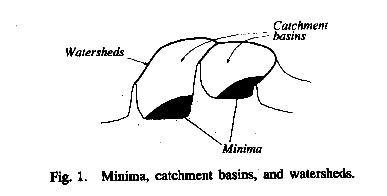 Catchment
basins
Watersheds
Minima
Fig. 1. Minima, catchment basins, and watersheds.